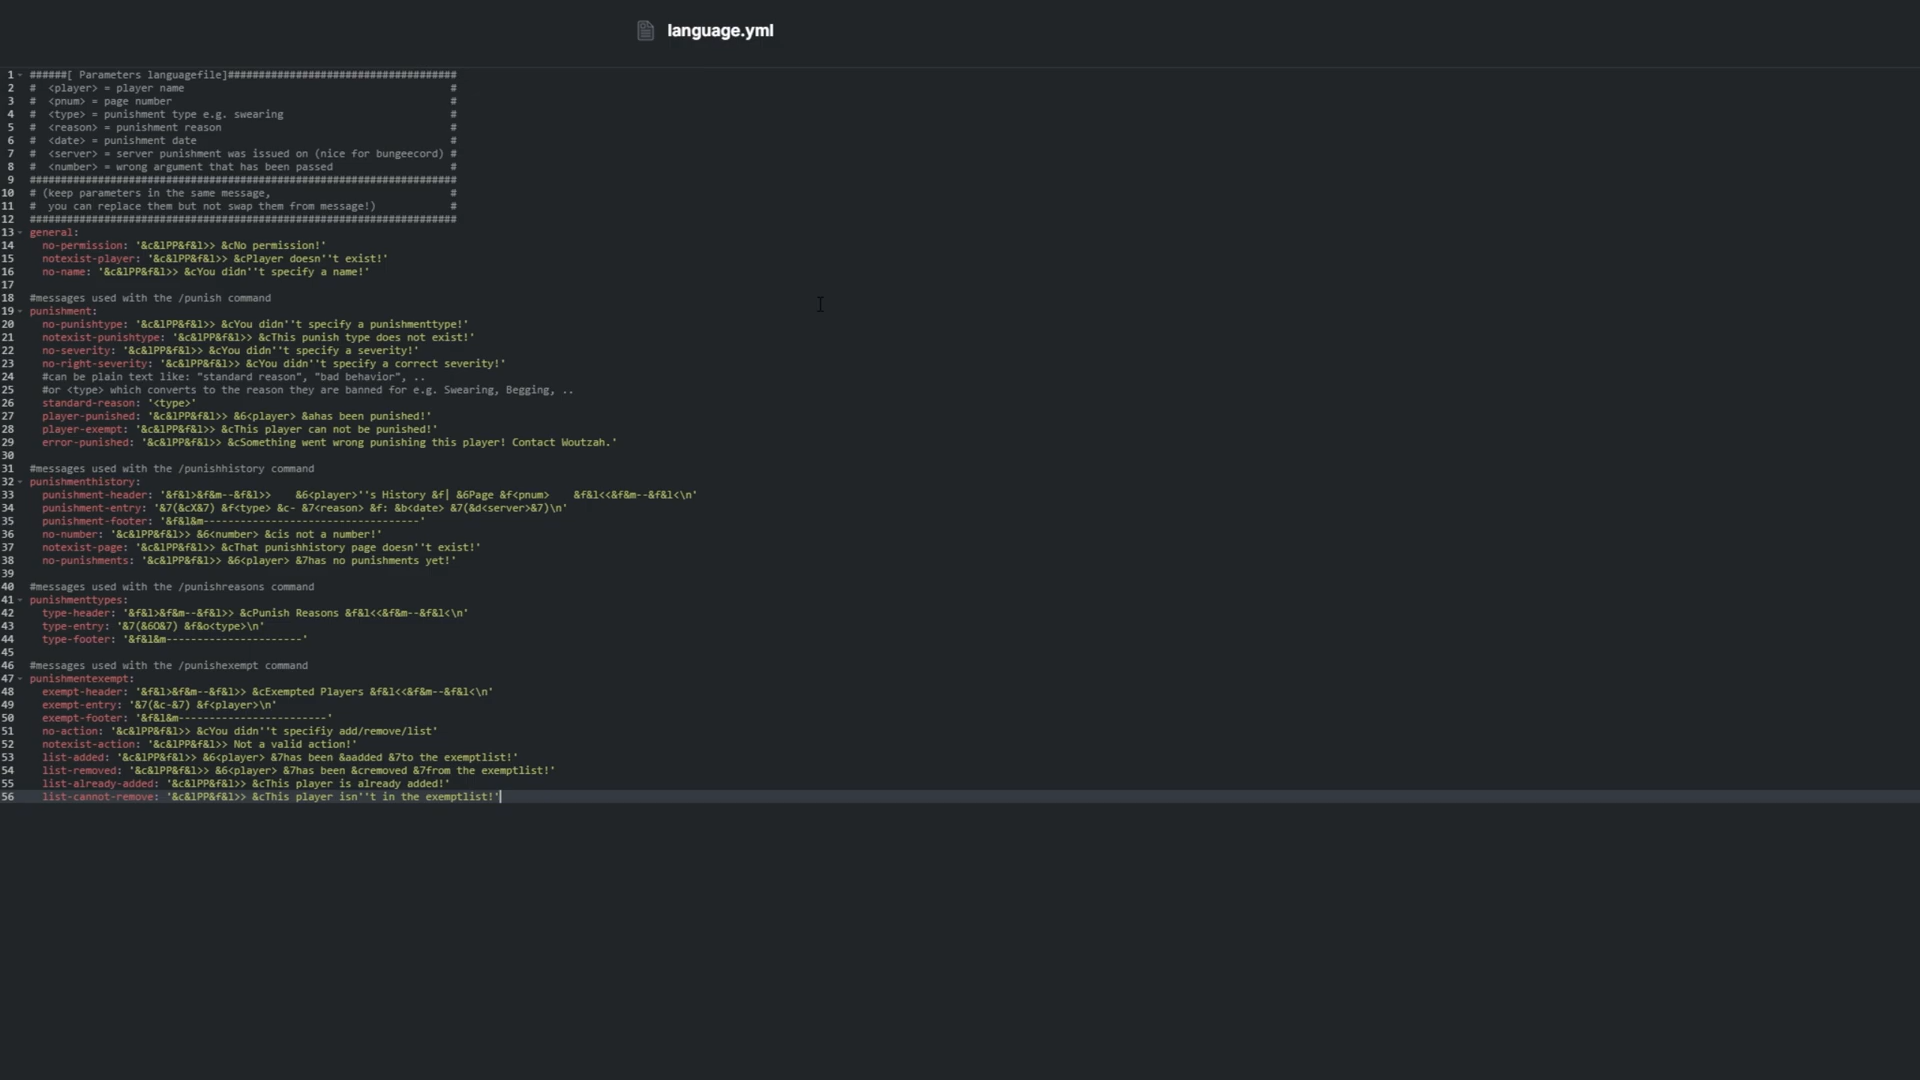 language.yml
1 ######[ Parameters languagefile]#####################################
2 #  <player> = player name                                           #
3 #  <pnum> = page number                                             #
4 #  <type> = punishment type e.g. swearing                           #
5 #  <reason> = punishment reason                                     #
6 #  <date> = punishment date                                         #
7 #  <server> = server punishment was issued on (nice for bungeecord) #
8 #  <number> = wrong argument that has been passed                   #
9 #####################################################################
10 # (keep parameters in the same message,                             #
11 #  you can replace them but not swap them from message!)            #
12 #####################################################################
13 general:
14   no-permission: '&c&lPP&f&l>> &cNo permission!'
15   notexist-player: '&c&lPP&f&l>> &cPlayer doesn''t exist!'
16   no-name: '&c&lPP&f&l>> &cYou didn''t specify a name!'
17
18 #messages used with the /punish command
19 punishment:
20   no-punishtype: '&c&lPP&f&l>> &cYou didn''t specify a punishmenttype!'
21   notexist-punishtype: '&c&lPP&f&l>> &cThis punish type does not exist!'
22   no-severity: '&c&lPP&f&l>> &cYou didn''t specify a severity!'
23   no-right-severity: '&c&lPP&f&l>> &cYou didn''t specify a correct severity!'
24   #can be plain text like: "standard reason", "bad behavior", ..
25   #or <type> which converts to the reason they are banned for e.g. Swearing, Begging, ..
26   standard-reason: '<type>'
27   player-punished: '&c&lPP&f&l>> &6<player> &ahas been punished!'
28   player-exempt: '&c&lPP&f&l>> &cThis player can not be punished!'
29   error-punished: '&c&lPP&f&l>> &cSomething went wrong punishing this player! Contact Woutzah.'
30
31 #messages used with the /punishhistory command
32 punishmenthistory:
33   punishment-header: '&f&l>&f&m--&f&l>>    &6<player>''s History &f| &6Page &f<pnum>    &f&l<<&f&m--&f&l<\n'
34   punishment-entry: '&7(&cX&7) &f<type> &c- &7<reason> &f: &b<date> &7(&d<server>&7)\n'
35   punishment-footer: '&f&l&m-----------------------------------'
36   no-number: '&c&lPP&f&l>> &6<number> &cis not a number!'
37   notexist-page: '&c&lPP&f&l>> &cThat punishhistory page doesn''t exist!'
38   no-punishments: '&c&lPP&f&l>> &6<player> &7has no punishments yet!'
39
40 #messages used with the /punishreasons command
41 punishmenttypes:
42   type-header: '&f&l>&f&m--&f&l>> &cPunish Reasons &f&l<<&f&m--&f&l<\n'
43   type-entry: '&7(&6O&7) &f&o<type>\n'
44   type-footer: '&f&l&m----------------------'
45
46 #messages used with the /punishexempt command
47 punishmentexempt:
48   exempt-header: '&f&l>&f&m--&f&l>> &cExempted Players &f&l<<&f&m--&f&l<\n'
49   exempt-entry: '&7(&c-&7) &f<player>\n'
50   exempt-footer: '&f&l&m------------------------'
51   no-action: '&c&lPP&f&l>> &cYou didn''t specifiy add/remove/list'
52   notexist-action: '&c&lPP&f&l>> Not a valid action!'
53   list-added: '&c&lPP&f&l>> &6<player> &7has been &aadded &7to the exemptlist!'
54   list-removed: '&c&lPP&f&l>> &6<player> &7has been &cremoved &7from the exemptlist!'
55   list-already-added: '&c&lPP&f&l>> &cThis player is already added!'
56   list-cannot-remove: '&c&lPP&f&l>> &cThis player isn''t in the exemptlist!'